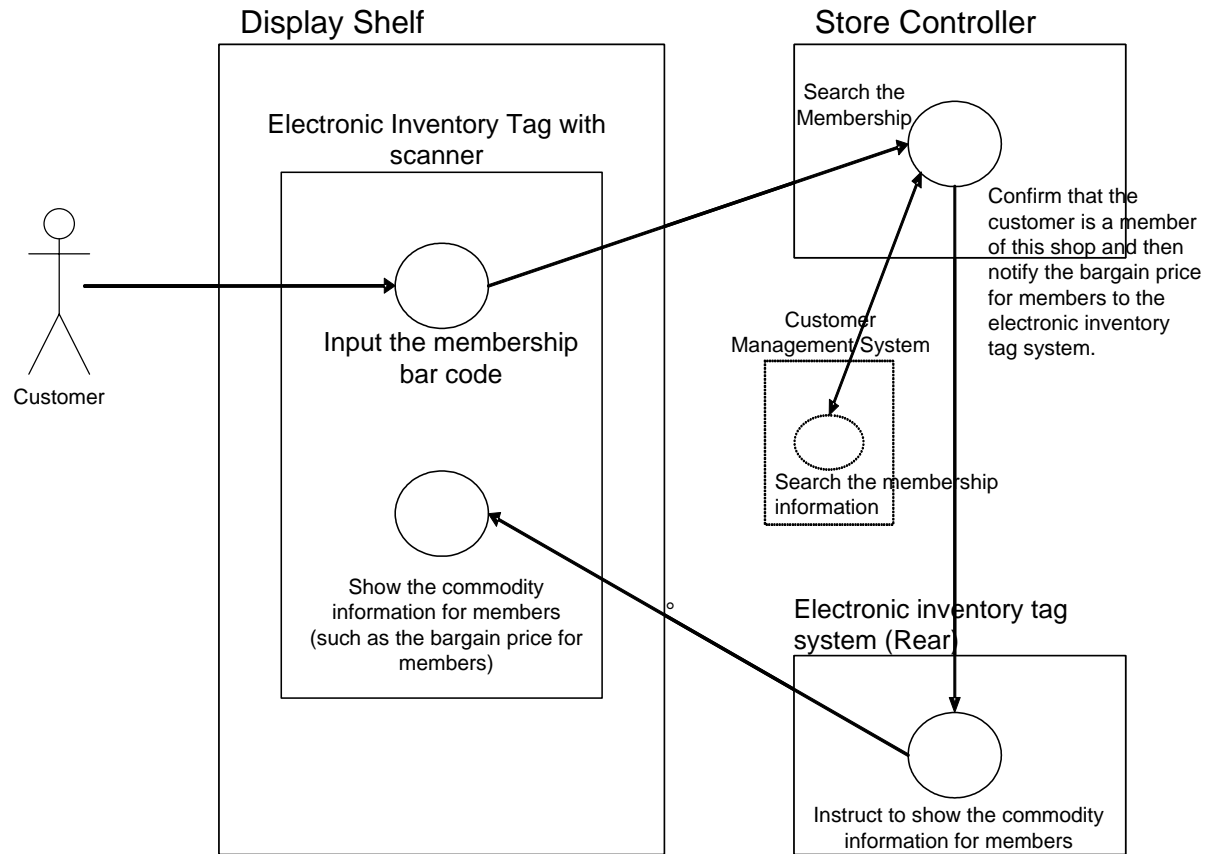 Display Shelf
Store Controller
Electronic Inventory Tag with
scanner
Search the
Membership
Confirm that the
customer is a member
of this shop and then
notify the bargain price
for members to the
electronic inventory
tag system.
Customer
Input the membership
bar code
Customer
Management System
Search the membership
information
Show the commodity
information for members
(such as the bargain price for
members)
Electronic inventory tag
system (Rear)
Instruct to show the commodity
information for members